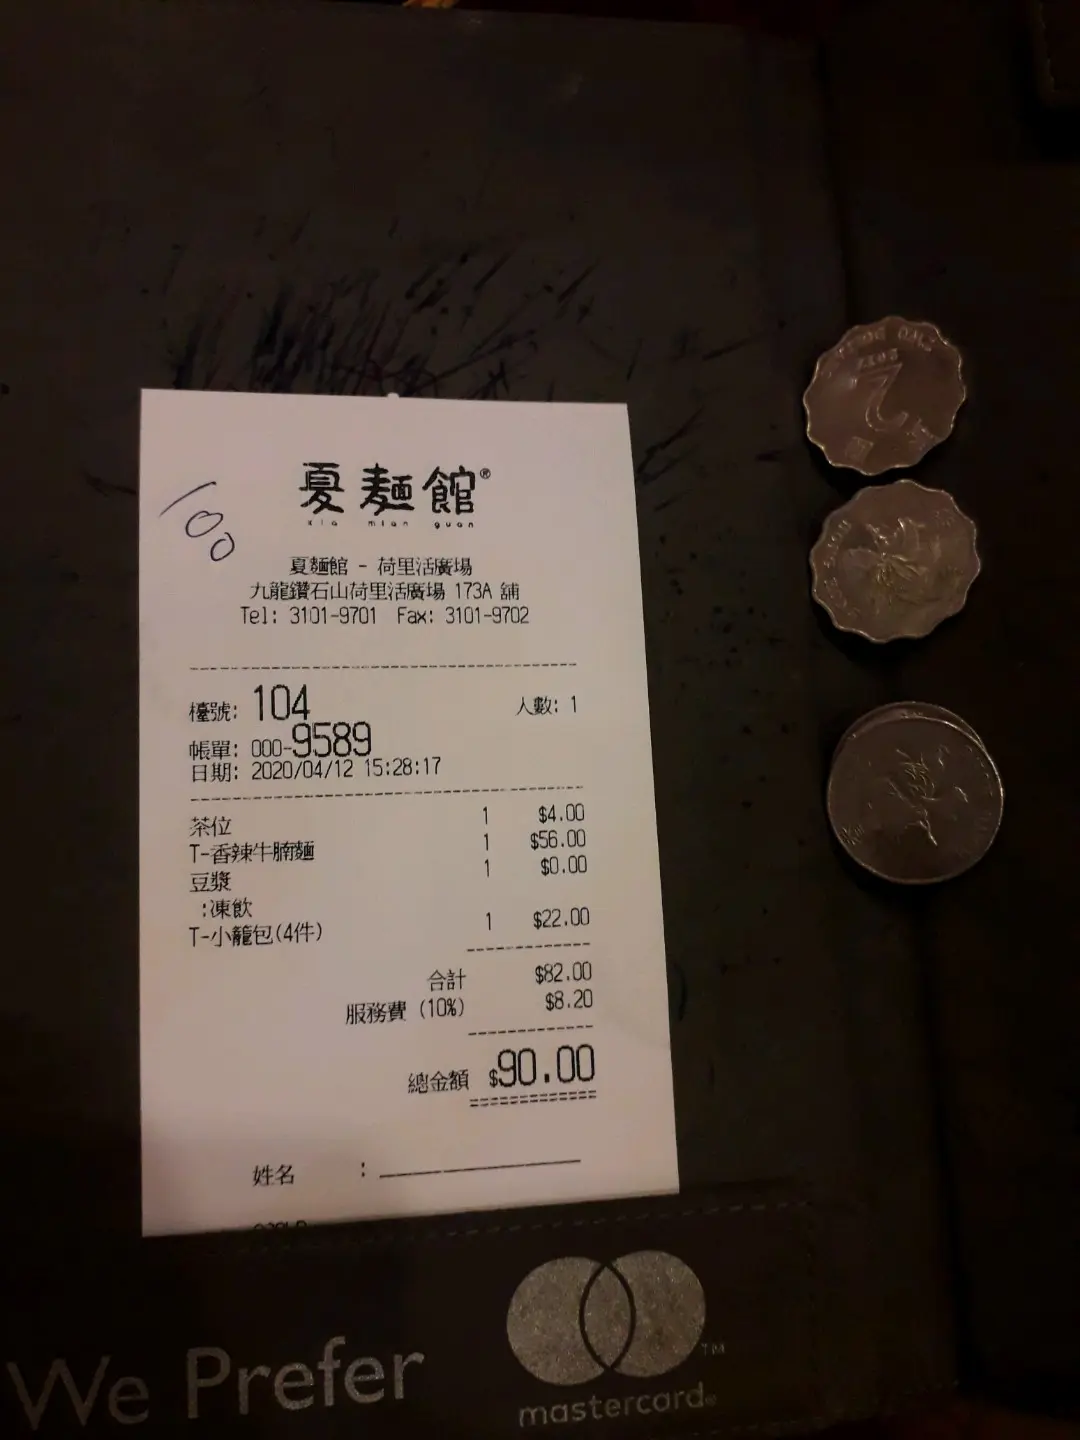 100
夏麵館®
xia mian guan
夏麵館 - 荷里活廣場
九龍鑽石山荷里活廣場 173A 舖
Tel: 3101-9701 Fax: 3101-9702
檯號: 104 人數: 1
帳單: 000-9589
日期: 2020/04/12 15:28:17
茶位 1 $4.00
T-香辣牛腩麵 1 $56.00
豆漿 1 $0.00
:凍飲
T-小籠包(4件) 1 $22.00
合計 $82.00
服務費 (10%) $8.20
總金額 $90.00
姓名 :
We Prefer
mastercard
TM